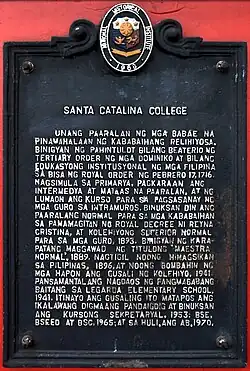 NATIONAL HISTORICAL INSTITUTE
1933
SANTA CATALINA COLLEGE
UNANG PAARALAN NG MGA BABAE NA
PINAMAHALAAN NG KABABAIHANG RELIHIYOSA.
BINIGYAN NG PAHINTULOT BILANG BEATERIO NG
TERTIARY ORDER NG MGA DOMINIKO AT BILANG
EDUKASYONG INSTITUSYONAL NG MGA FILIPINA
SA BISA NG ROYAL ORDER NG PEBRERO 17, 1716.
NAGSIMULA SA PRIMARYA, PAGKARAAN ANG
INTERMEDYA AT MATAAS NA PAARALAN, AT NG
LUMAON ANG KURSO PARA SA PAGSASANAY NG
MGA GURO, SA INTRAMUROS. BINUKSAN DIN ANG
PAARALANG NORMAL PARA SA MGA KABABAIHAN
SA PAMAMAGITAN NG ROYAL DECREE NI REYNA
CRISTINA, AT KOLEHIYONG SUPERIOR NORMAL
PARA SA MGA GURO, 1893. BINIGYAN NG KARA-
PATANG MAGGAWAD NG TITULONG "MAESTRA
NORMAL", 1889. NAGTIGIL NOONG HIMAGSIKAN
SA PILIPINAS, 1896, AT NOONG BOMBAHIN NG
MGA HAPON ANG GUSALI NG KOLEHIYO, 1941.
PANSAMANTALANG NAGDAOS NG PANGMABABANG
BAITANG SA LEGARDA ELEMENTARY SCHOOL,
1941. ITINAYO ANG GUSALING ITO MATAPOS ANG
IKALAWANG DIGMAANG PANDAIGDIG AT BINUKSAN
ANG KURSONG SEKRETARYAL, 1953; BSE,
BSEED AT BSC, 1965; AT SA HULI, AB, 1970.